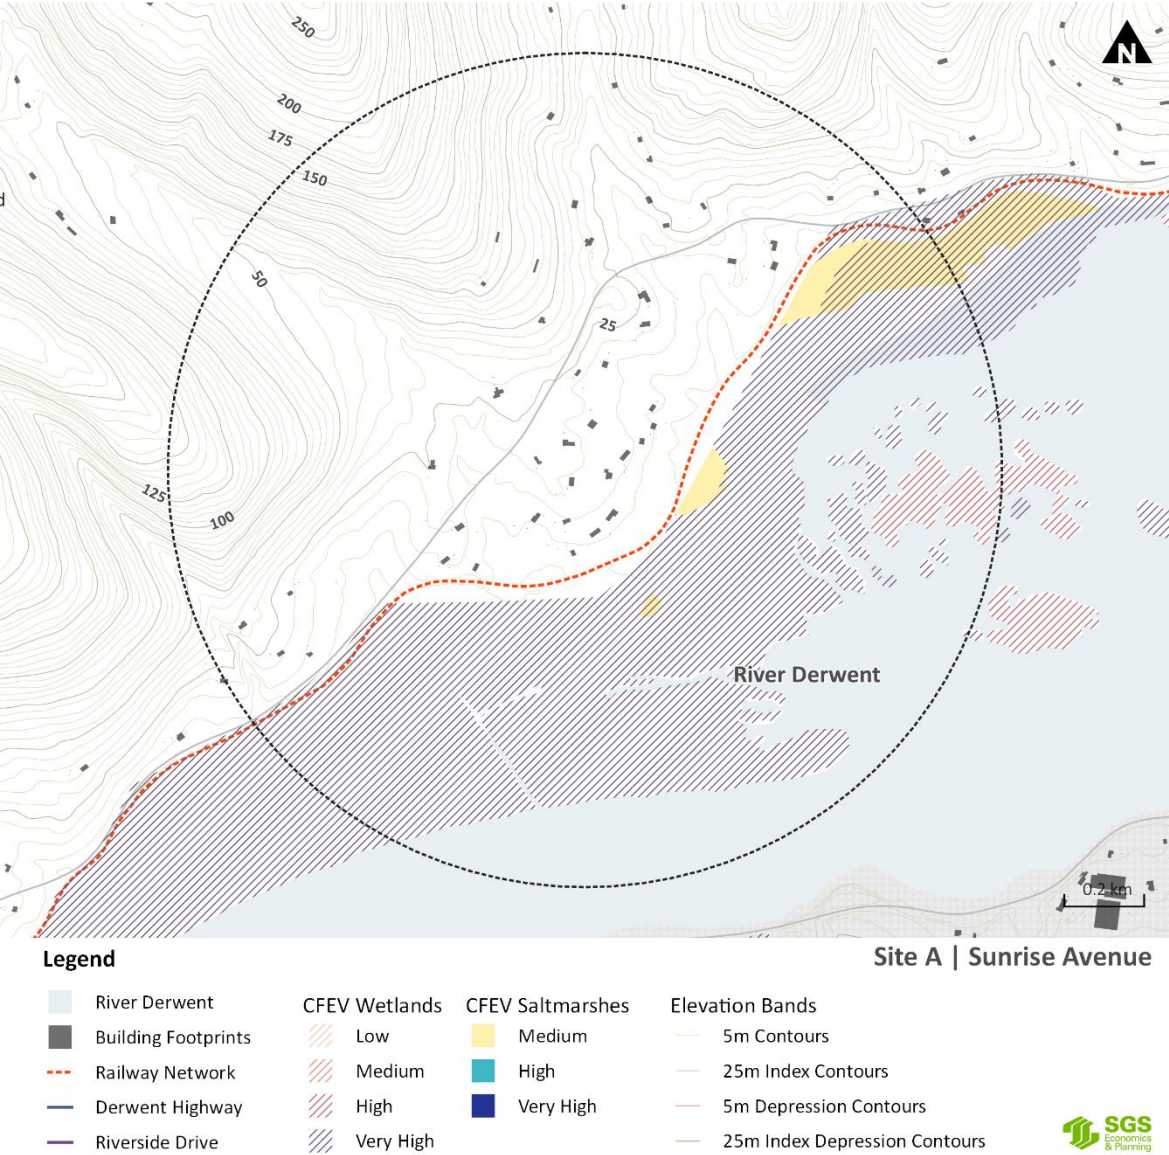 250
N
200
175
150
d
50
25
125
100
River Derwent
0.2 km
Legend
Site A | Sunrise Avenue
River Derwent
Building Footprints
Railway Network
Derwent Highway
Riverside Drive
CFEV Wetlands
Low
Medium
High
Very High
CFEV Saltmarshes
Medium
High
Very High
Elevation Bands
5m Contours
25m Index Contours
5m Depression Contours
25m Index Depression Contours
SGS
Economics
& Planning